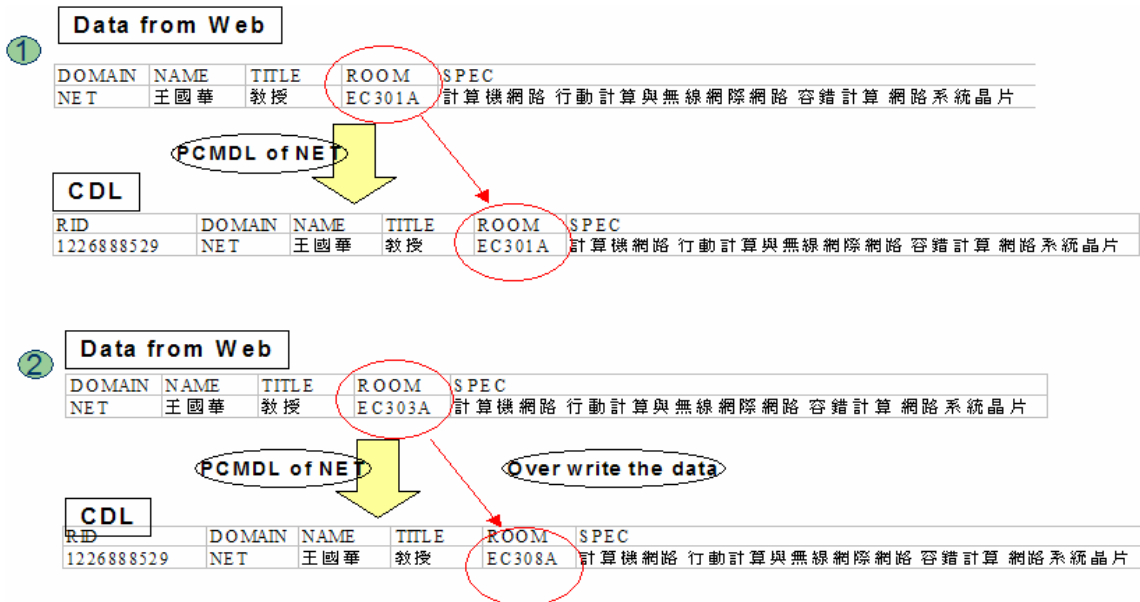 Data from Web
1
DOMAIN NAME TITLE ROOM SPEC
NET 王國華 教授 EC301A 計算機網路 行動計算與無線網際網路 容錯計算 網路系統晶片
PCMDL of NET
CDL
RID DOMAIN NAME TITLE ROOM SPEC
1226888529 NET 王國華 教授 EC301A 計算機網路 行動計算與無線網際網路 容錯計算 網路系統晶片
Data from Web
2
DOMAIN NAME TITLE ROOM SPEC
NET 王國華 教授 EC303A 計算機網路 行動計算與無線網際網路 容錯計算 網路系統晶片
PCMDL of NET Over write the data
CDL
RID DOMAIN NAME TITLE ROOM SPEC
1226888529 NET 王國華 教授 EC308A 計算機網路 行動計算與無線網際網路 容錯計算 網路系統晶片